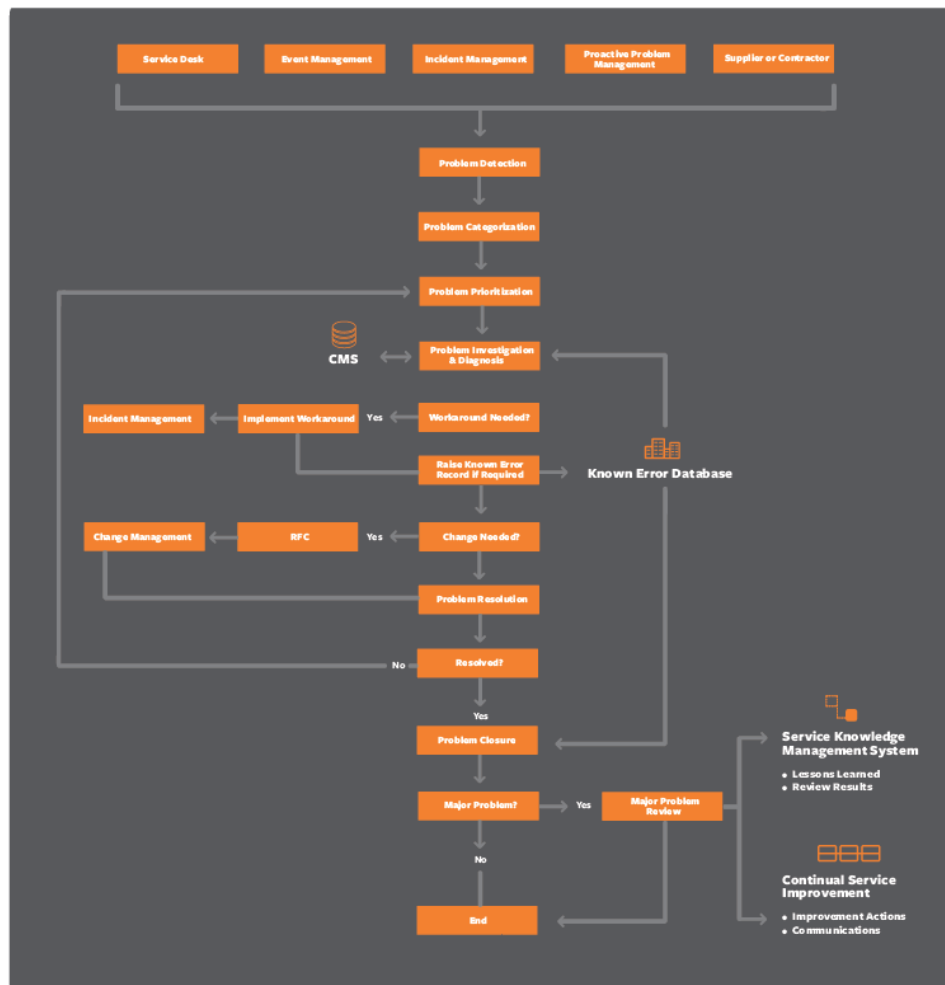 Service Desk
Event Management
Incident Management
Proactive Problem
Management
Supplier or Contractor
Problem Detection
Problem Categorization
Problem Prioritization
CMS
Problem Investigation
& Diagnosis
Incident Management
Implement Workaround
Yes
Workaround Needed?
Raise Known Error
Record if Required
Known Error Database
Change Management
RFC
Yes
Change Needed?
Problem Resolution
No
Resolved?
Yes
Problem Closure
Service Knowledge
Management System
• Lessons Learned
• Review Results
Major Problem?
Yes
Major Problem
Review
No
Continual Service
Improvement
• Improvement Actions
• Communications
End